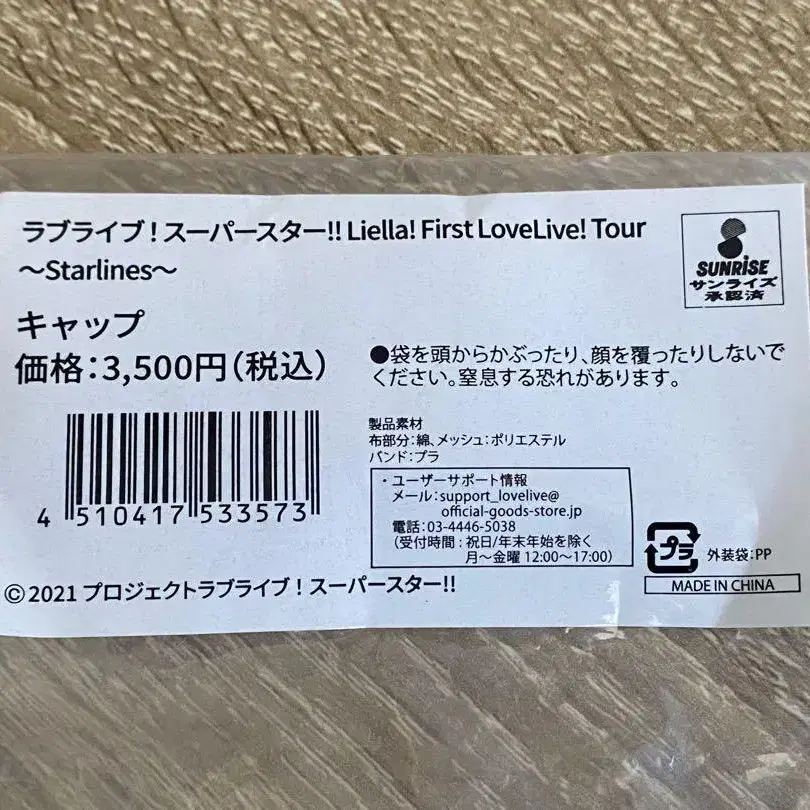 ラブライブ！スーパースター!! Liella! First LoveLive! Tour
～Starlines～
SUNRISE
サンライズ
承認済
キャップ
価格：3,500円（税込）
●袋を頭からかぶったり、顔を覆ったりしないで
ください。窒息する恐れがあります。
4 510417 533573
製品素材
布部分：綿、メッシュ：ポリエステル
バンド：プラ
・ユーザーサポート情報
メール：support_lovelive@
official-goods-store.jp
電話：03-4446-5038
（受付時間：祝日/年末年始を除く
月～金曜 12:00～17:00）
プラ
外装袋：PP
MADE IN CHINA
© 2021 プロジェクトラブライブ！スーパースター!!